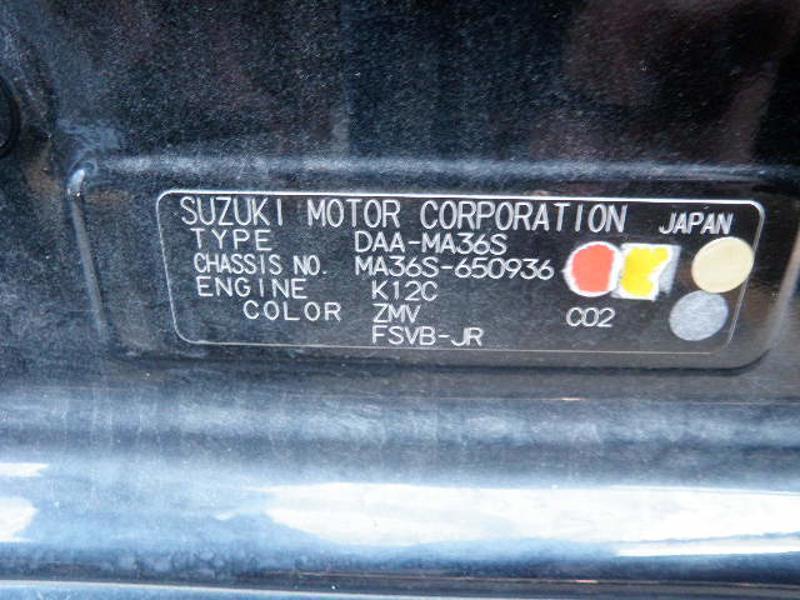 SUZUKI MOTOR CORPORATION JAPAN
TYPE DAA-MA36S
CHASSIS NO. MA36S-650936
ENGINE K12C
COLOR ZMV C02
FSVB-JR